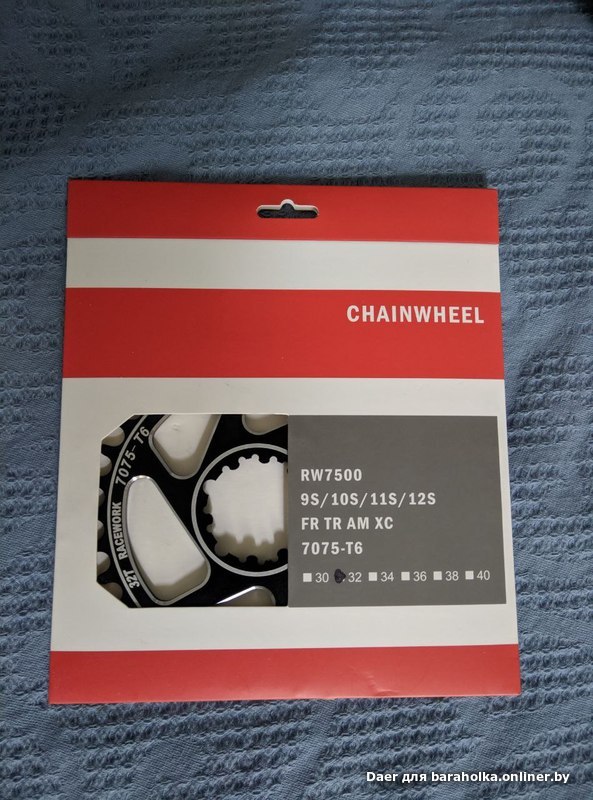 CHAINWHEEL
7075-T6
RACEWORK
32T
RW7500
9S/10S/11S/12S
FR TR AM XC
7075-T6
30 32 34 36 38 40
Daer для baraholka.onliner.by